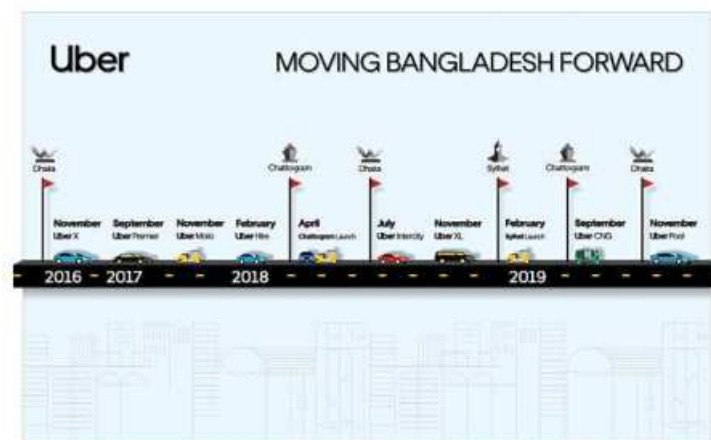 Uber
MOVING BANGLADESH FORWARD
Dhaka
Chattogram
Dhaka
Sylhet
Chattogram
Dhaka
November
Uber X
September
Uber Premier
November
Uber Moto
February
Uber Hire
April
Chattogram Launch
July
Uber Intercity
November
Uber XL
February
Sylhet Launch
September
Uber CNG
November
Uber Pool
2016
2017
2018
2019